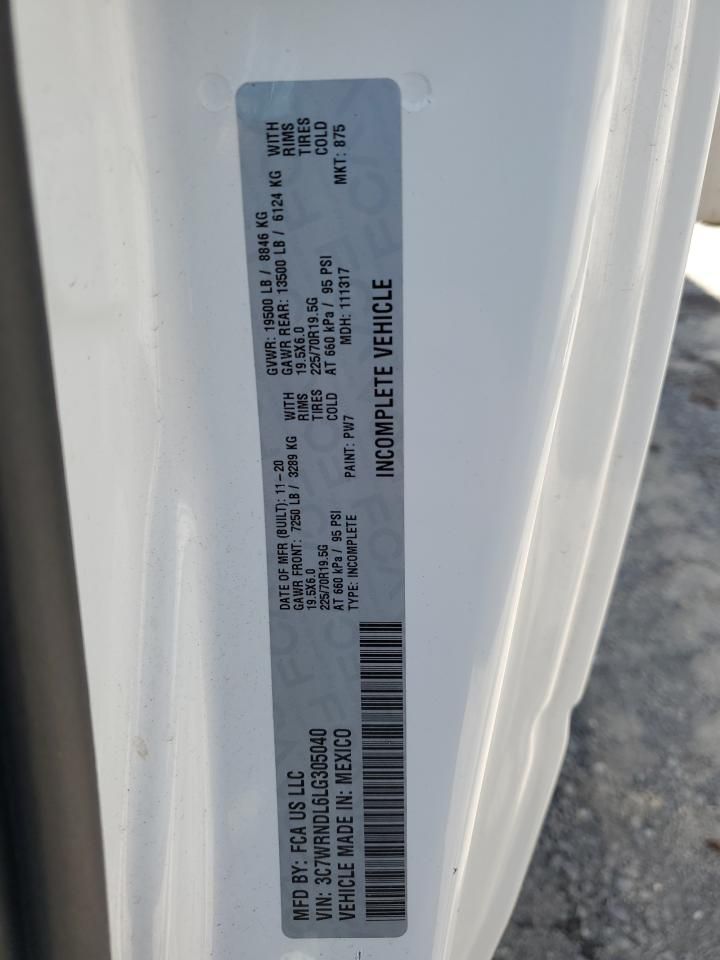 MFD BY: FCA US LLC
DATE OF MFR (BUILT): 11-20
GVWR: 19500 LB / 8846 KG
VIN: 3C7WRNDL6LG305040
GAWR FRONT: 7250 LB / 3289 KG WITH
GAWR REAR: 13500 LB / 6124 KG WITH
VEHICLE MADE IN: MEXICO
19.5X6.0 RIMS
19.5X6.0 RIMS
225/70R19.5G TIRES
225/70R19.5G TIRES
AT 660 kPa / 95 PSI COLD
AT 660 kPa / 95 PSI COLD
TYPE: INCOMPLETE PAINT: PW7 MDH: 111317 MKT: 875
INCOMPLETE VEHICLE